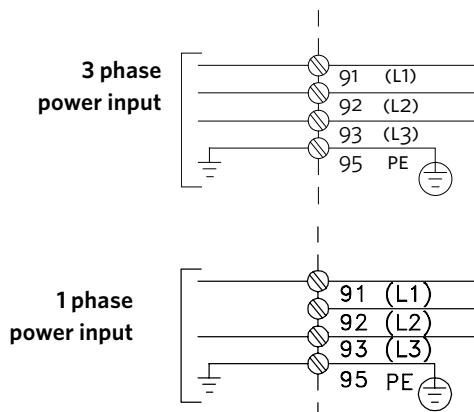 3 phase
power input
91 (L1)
92 (L2)
93 (L3)
95 PE
1 phase
power input
91 (L1)
92 (L2)
93 (L3)
95 PE